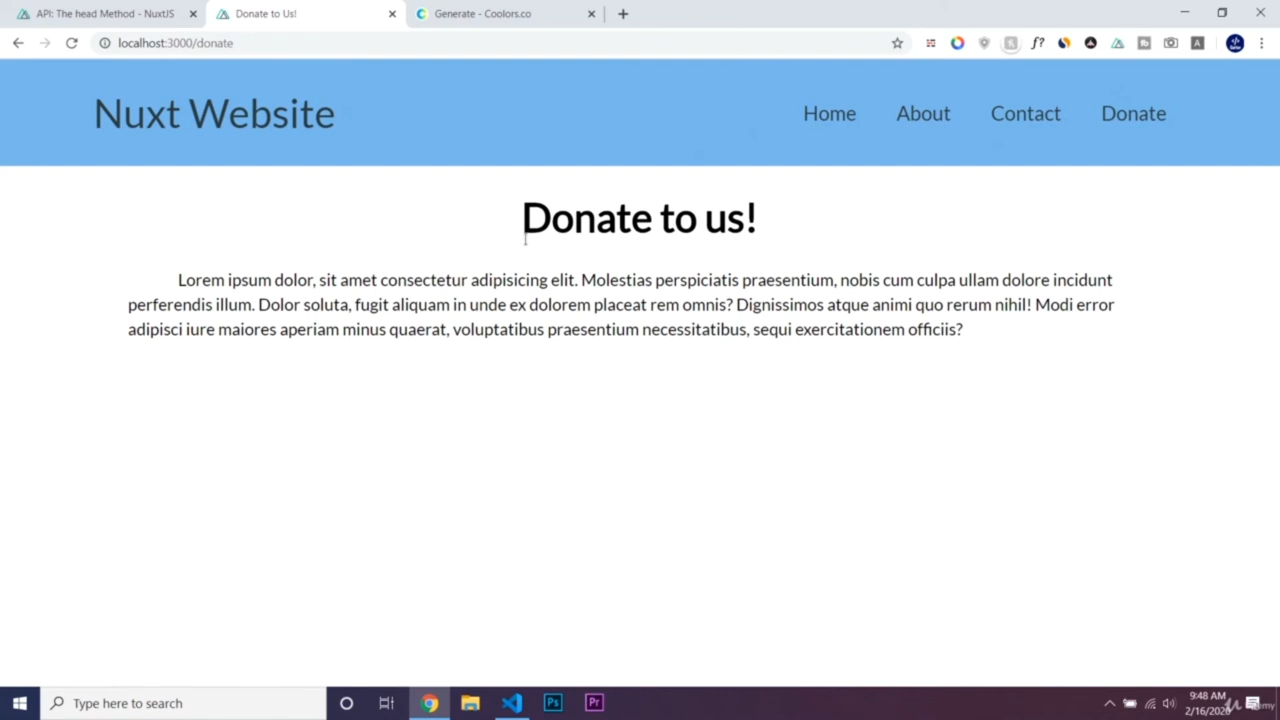 API: The head Method - NuxtJS
Donate to Us!
Generate - Coolors.co
localhost:3000/donate
Nuxt Website
Home
About
Contact
Donate
Donate to us!
Lorem ipsum dolor, sit amet consectetur adipisicing elit. Molestias perspiciatis praesentium, nobis cum culpa ullam dolore incidunt
perferendis illum. Dolor soluta, fugit aliquam in unde ex dolorem placeat rem omnis? Dignissimos atque animi quo rerum nihil! Modi error
adipisci iure maiores aperiam minus quaerat, voluptatibus praesentium necessitatibus, sequi exercitationem officiis?
Type here to search
Ps
Pr
9:48 AM
2/16/2020